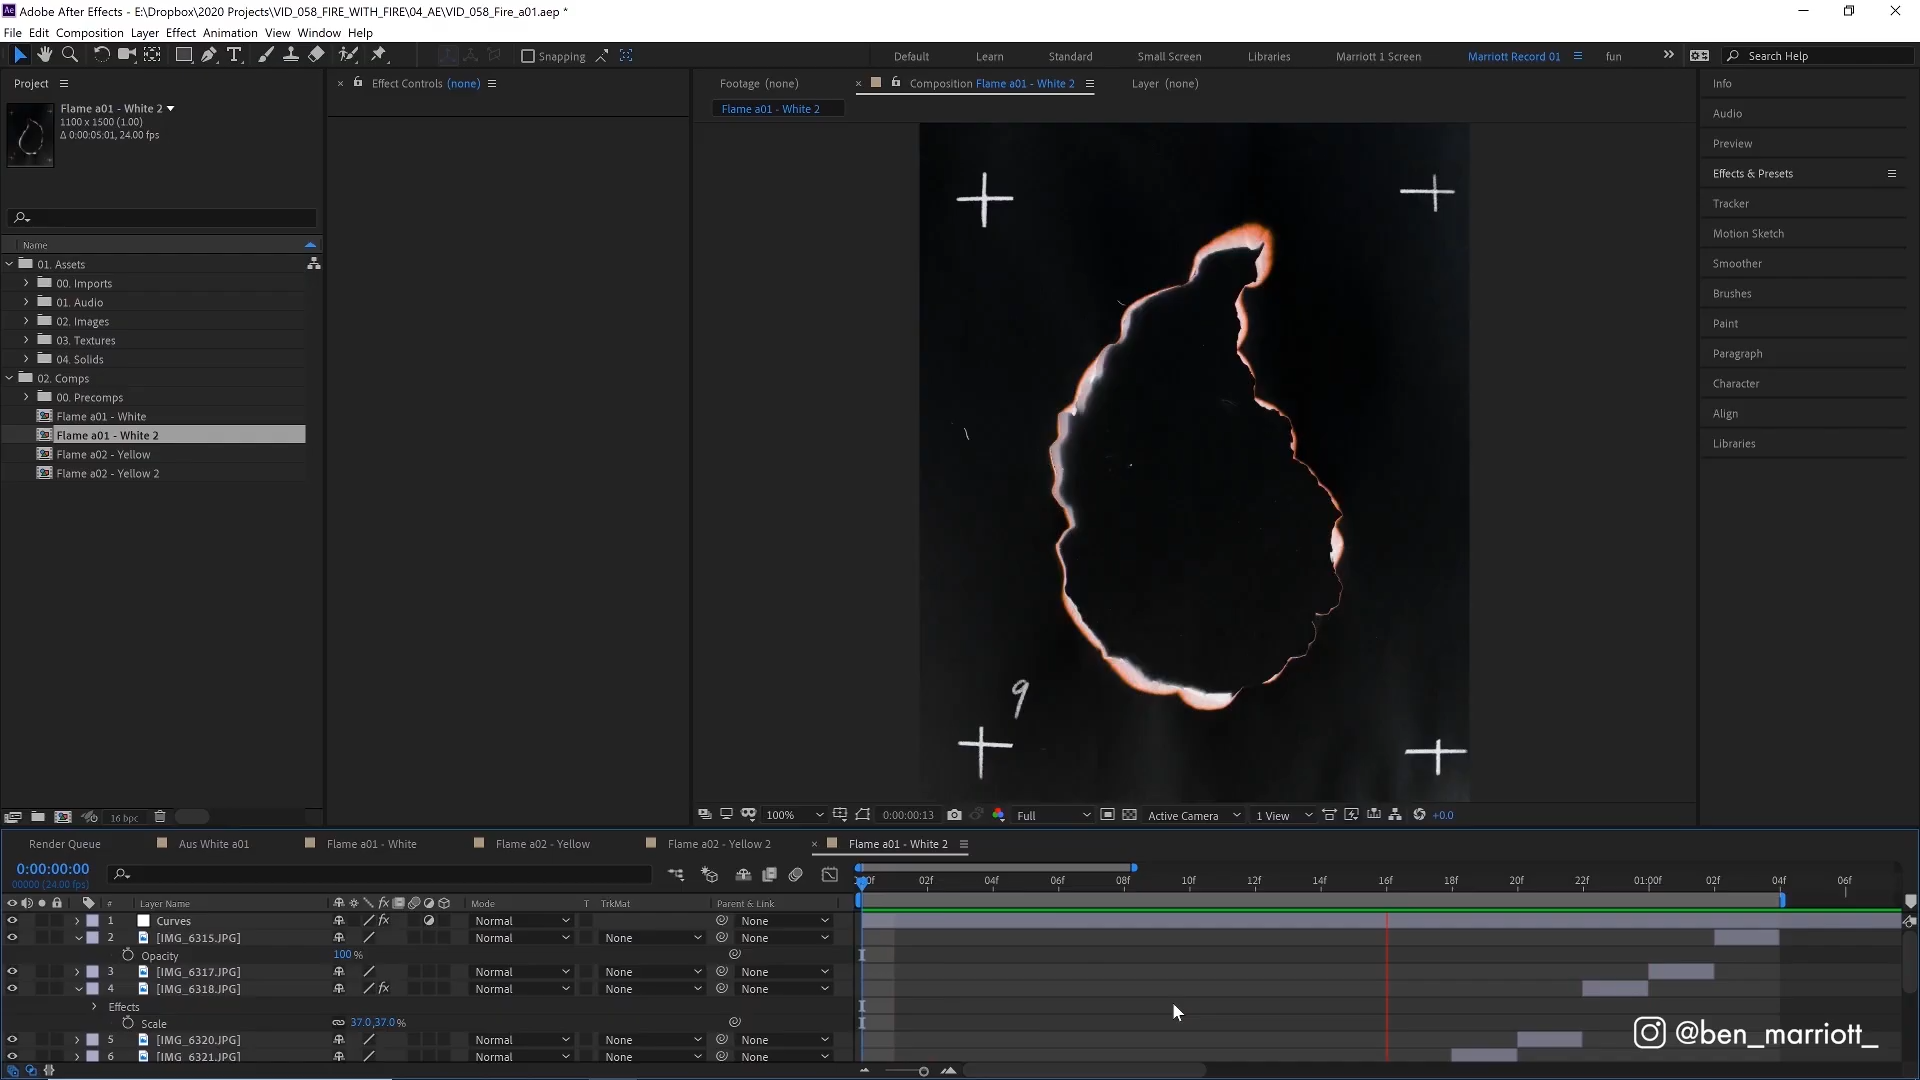 Adobe After Effects - E:\Dropbox\2020 Projects\VID_058_FIRE_WITH_FIRE\04_AE\VID_058_Fire_a01.aep *
File Edit Composition Layer Effect Animation View Window Help
Snapping
Default Learn Standard Small Screen Libraries Marriott 1 Screen Marriott Record 01 fun
Search Help
Project
Effect Controls (none)
Footage (none)
Composition Flame a01 - White 2
Layer (none)
Flame a01 - White 2
Flame a01 - White 2
1100 x 1500 (1.00)
Δ 0:00:05:01, 24.00 fps
Name
01. Assets
00. Imports
01. Audio
02. Images
03. Textures
04. Solids
02. Comps
00. Precomps
Flame a01 - White
Flame a01 - White 2
Flame a02 - Yellow
Flame a02 - Yellow 2
Info
Audio
Preview
Effects & Presets
Tracker
Motion Sketch
Smoother
Brushes
Paint
Paragraph
Character
Align
Libraries
9
16 bpc
100% 0:00:00:13 Full Active Camera 1 View +0.0
Render Queue Aus White a01 Flame a01 - White Flame a02 - Yellow Flame a02 - Yellow 2 Flame a01 - White 2
0:00:00:00
00000 (24.00 fps)
02f 04f 06f 08f 10f 12f 14f 16f 18f 20f 22f 01:00f 02f 04f 06f
# Layer Name Mode T TrkMat Parent & Link
1 Curves Normal None
2 [IMG_6315.JPG] Normal None None
Opacity 100 %
3 [IMG_6317.JPG] Normal None None
4 [IMG_6318.JPG] Normal None None
Effects
Scale 37.0,37.0 %
5 [IMG_6320.JPG] Normal None None
6 [IMG_6321.JPG] Normal None None
@ben_marriott_